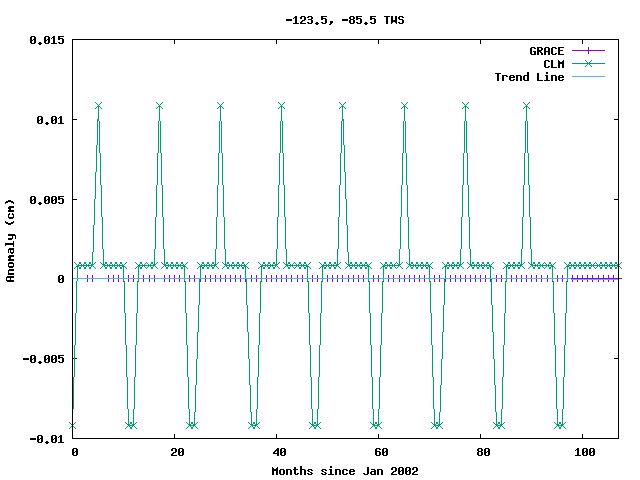 -123.5, -85.5 TWS
0.015
GRACE
CLM
Trend Line
0.01
0.005
Anomaly (cm)
0
-0.005
-0.01
0 20 40 60 80 100
Months since Jan 2002